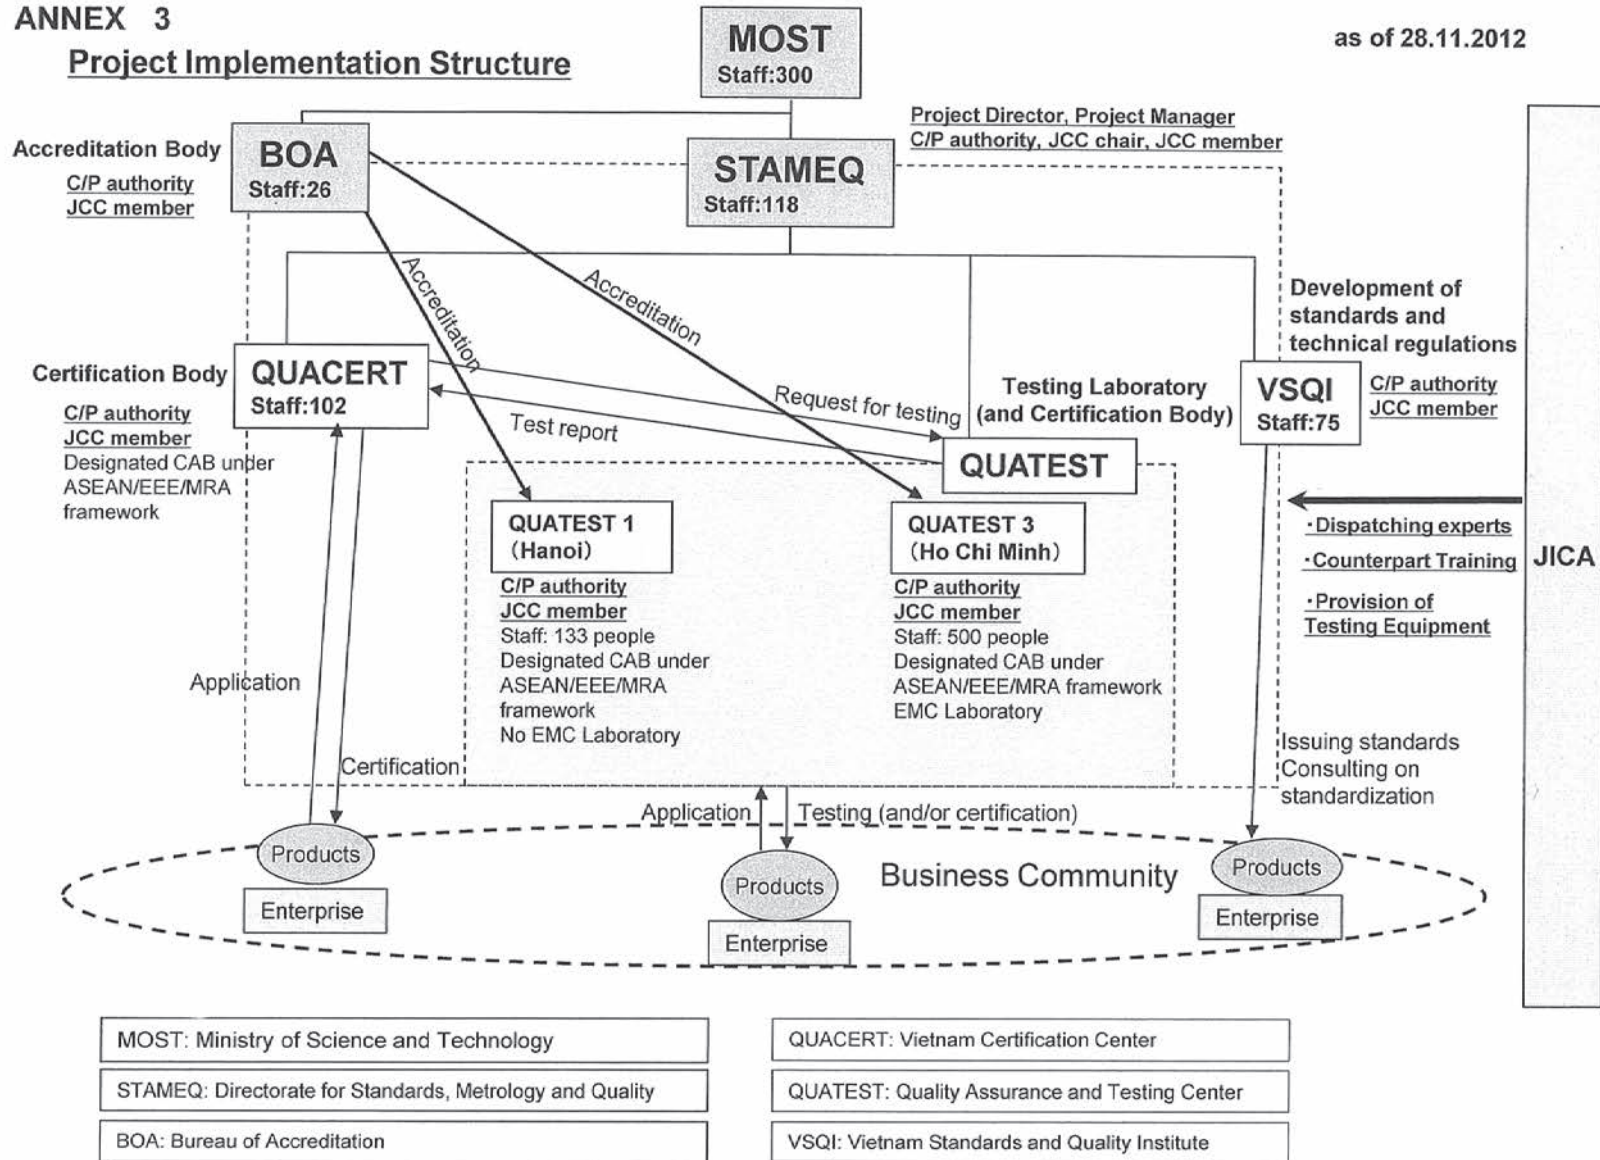 ANNEX 3
Project Implementation Structure
as of 28.11.2012
MOST
Staff:300
Project Director, Project Manager
C/P authority, JCC chair, JCC member
Accreditation Body
C/P authority
JCC member
BOA
Staff:26
STAMEQ
Staff:118
Accreditation
Accreditation
Development of
standards and
technical regulations
Certification Body
C/P authority
JCC member
Designated CAB under
ASEAN/EEE/MRA
framework
QUACERT
Staff:102
Request for testing
Test report
Testing Laboratory
(and Certification Body)
QUATEST
VSQI
Staff:75
C/P authority
JCC member
QUATEST 1
(Hanoi)
C/P authority
JCC member
Staff: 133 people
Designated CAB under
ASEAN/EEE/MRA
framework
No EMC Laboratory
QUATEST 3
(Ho Chi Minh)
C/P authority
JCC member
Staff: 500 people
Designated CAB under
ASEAN/EEE/MRA framework
EMC Laboratory
・Dispatching experts
・Counterpart Training
・Provision of
Testing Equipment
JICA
Application
Certification
Application
Testing (and/or certification)
Issuing standards
Consulting on
standardization
Products
Enterprise
Products
Enterprise
Business Community
Products
Enterprise
MOST: Ministry of Science and Technology
STAMEQ: Directorate for Standards, Metrology and Quality
BOA: Bureau of Accreditation
QUACERT: Vietnam Certification Center
QUATEST: Quality Assurance and Testing Center
VSQI: Vietnam Standards and Quality Institute